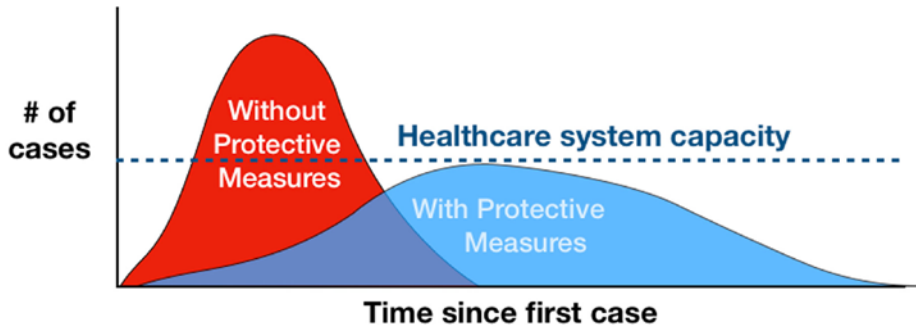 # of
cases
Without
Protective
Measures
Healthcare system capacity
With Protective
Measures
Time since first case